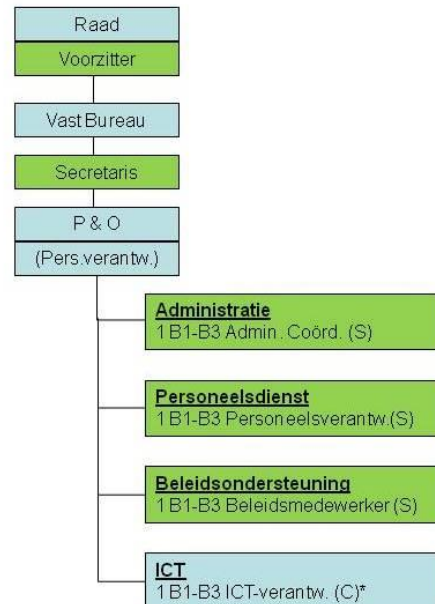 Raad
Voorzitter
Vast Bureau
Secretaris
P & O
(Pers.verantw.)
Administratie
1 B1-B3 Admin. Coörd. (S)
Personeelsdienst
1 B1-B3 Personeelsverantw.(S)
Beleidsondersteuning
1 B1-B3 Beleidsmedewerker (S)
ICT
1 B1-B3 ICT-verantw. (C)*